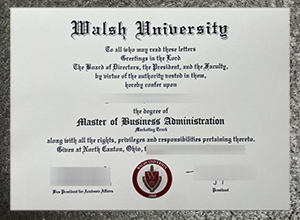 Walsh University
To all who may read these letters
Greetings in the Lord
The Board of Directors, the President, and the Faculty,
by virtue of the authority vested in them,
hereby confer upon
the degree of
Master of Business Administration
Marketing Track
along with all the rights, privileges and responsibilities pertaining thereto.
Given at North Canton, Ohio,
Vice President for Academic Affairs
President